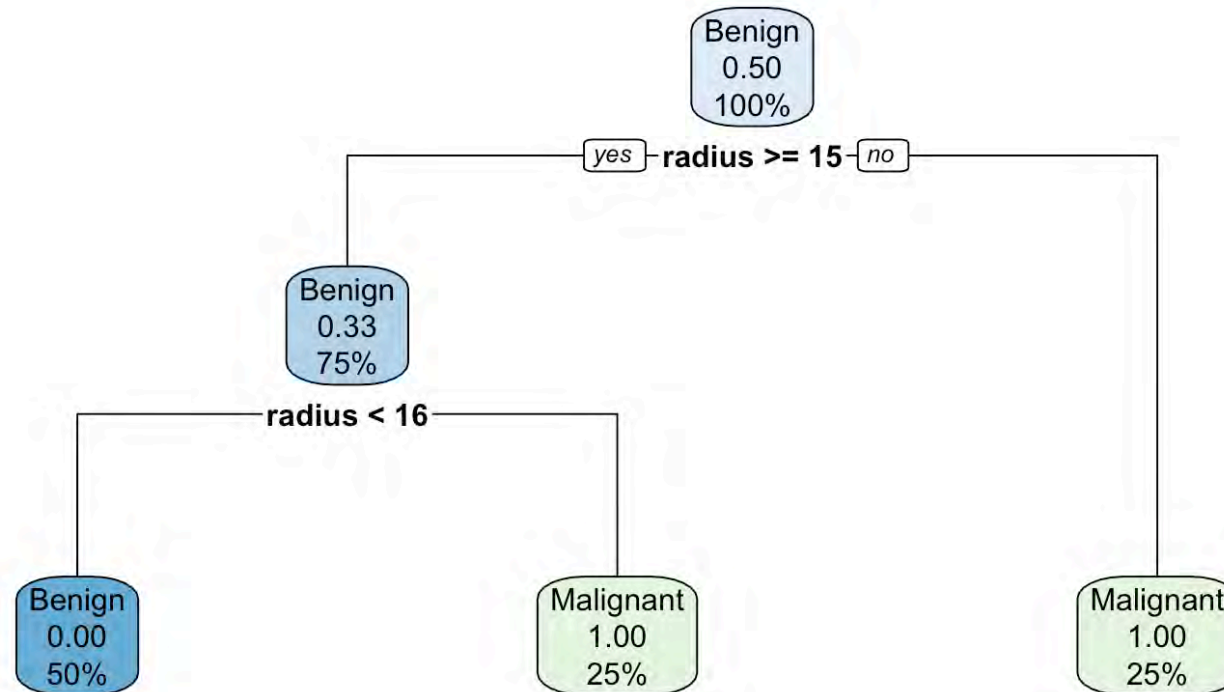 Benign
0.50
100%
yes radius >= 15 no
Benign
0.33
75%
radius < 16
Benign
0.00
50%
Malignant
1.00
25%
Malignant
1.00
25%